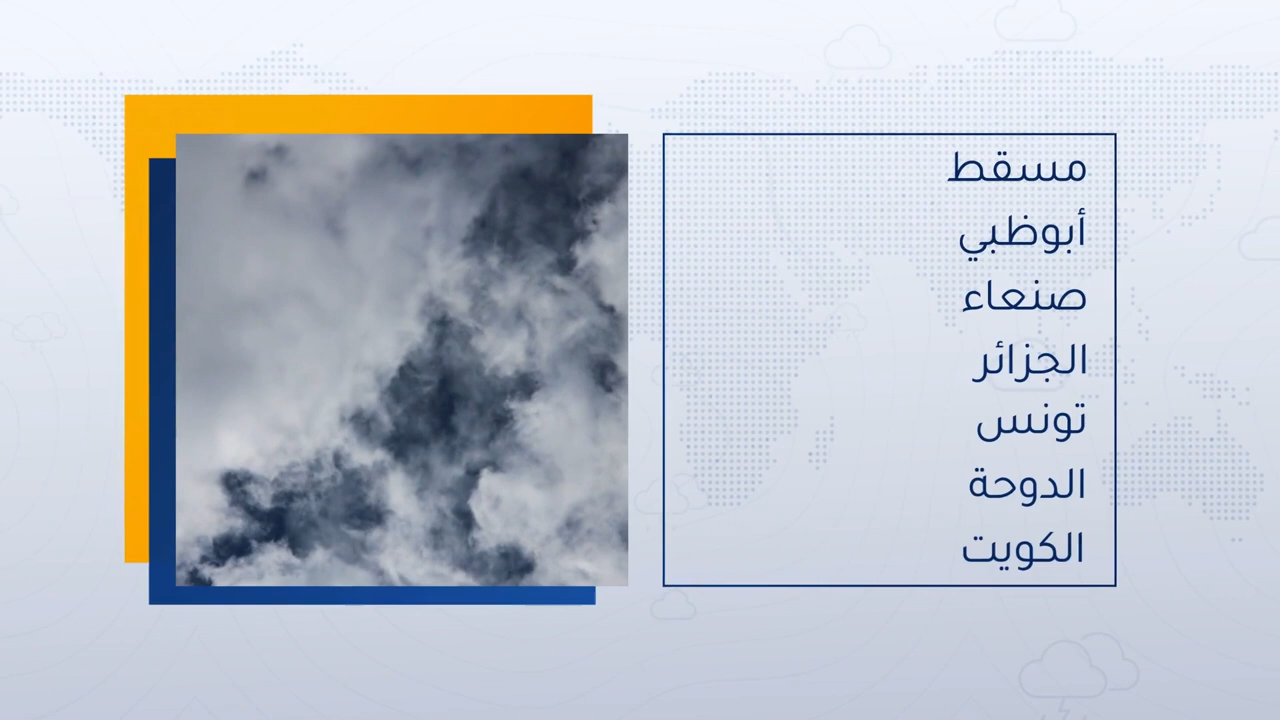 مسقط
أبوظبي
صنعاء
الجزائر
تونس
الدوحة
الكويت